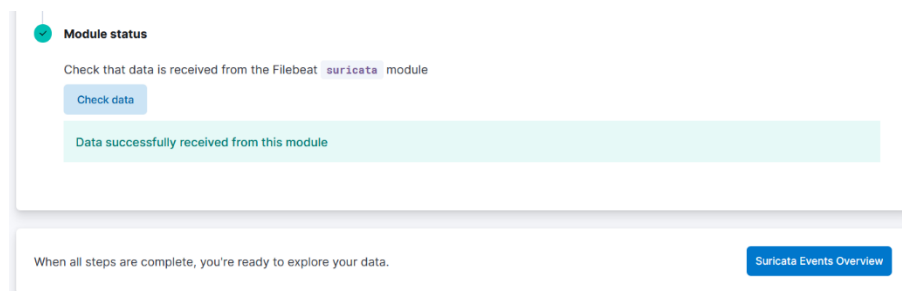 Module status
Check that data is received from the Filebeat suricata module
Check data
Data successfully received from this module
When all steps are complete, you're ready to explore your data.
Suricata Events Overview